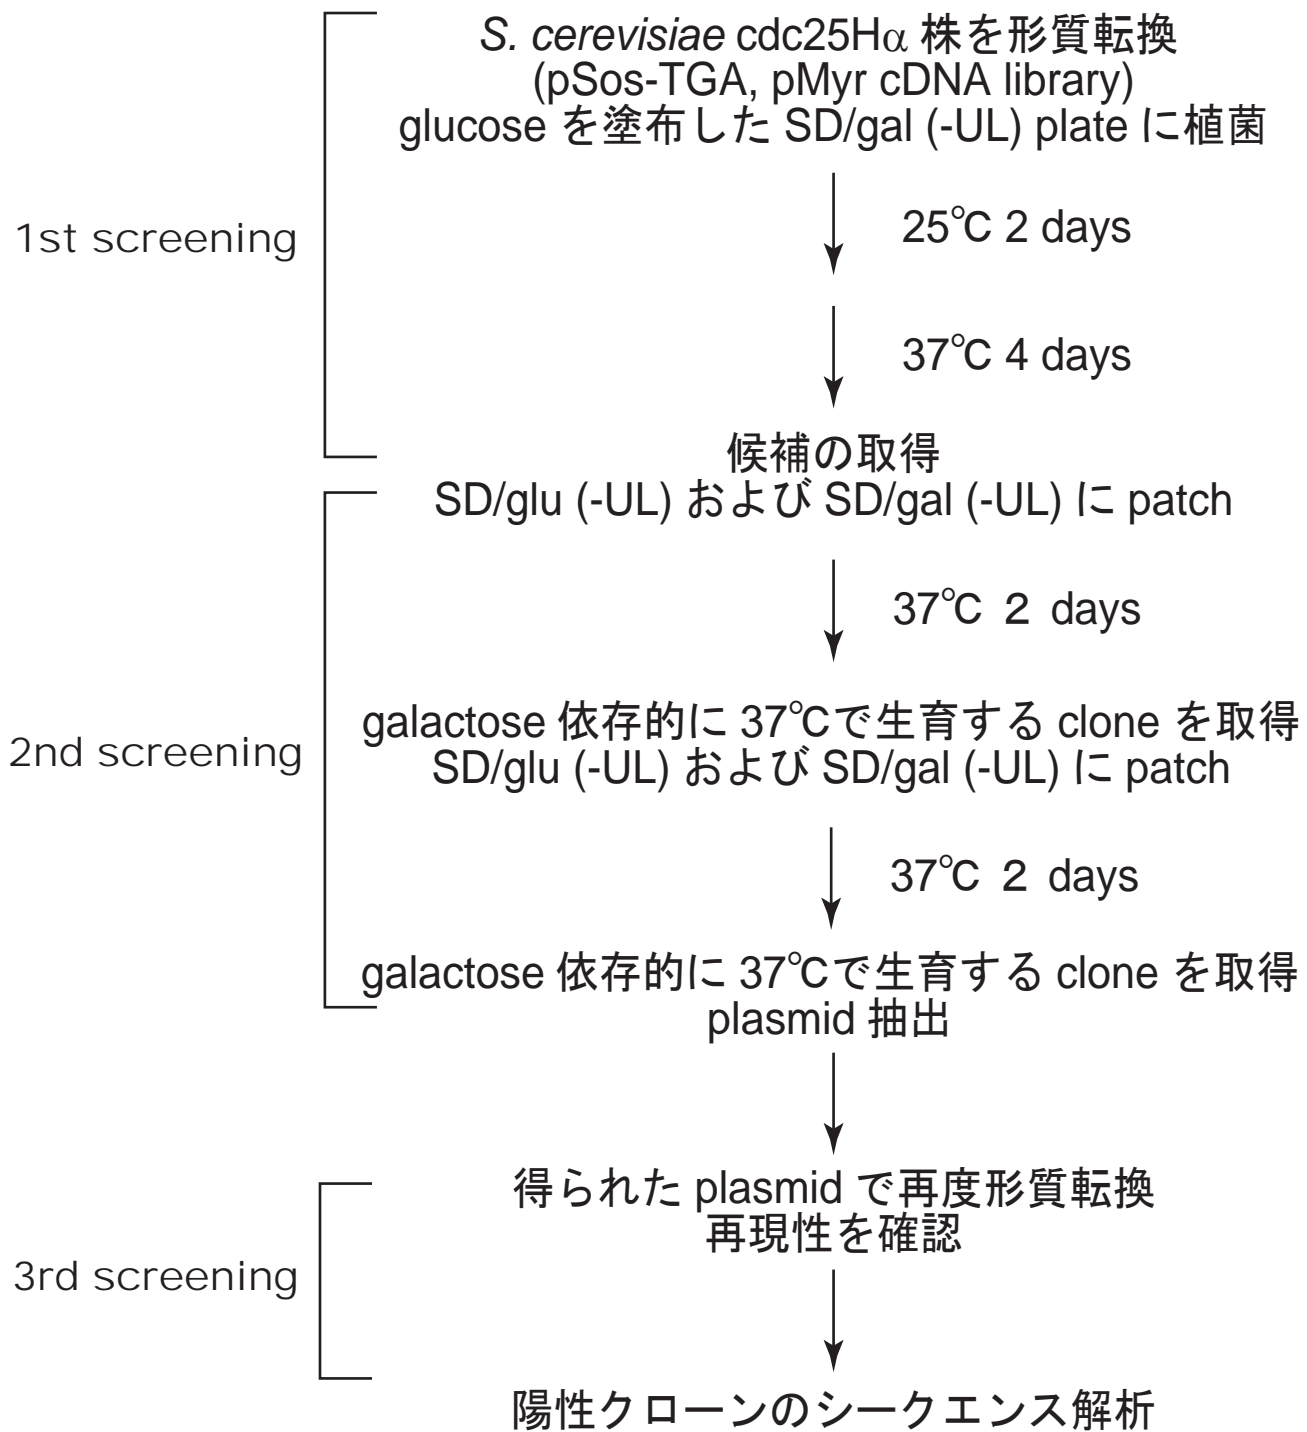 S. cerevisiae cdc25Hα 株を形質転換
(pSos-TGA, pMyr cDNA library)
glucose を塗布した SD/gal (-UL) plate に植菌
1st screening
25℃ 2 days
37℃ 4 days
候補の取得
SD/glu (-UL) および SD/gal (-UL) に patch
37℃ ２ days
2nd screening
galactose 依存的に 37℃で生育する clone を取得
SD/glu (-UL) および SD/gal (-UL) に patch
37℃ ２ days
galactose 依存的に 37℃で生育する clone を取得
plasmid 抽出
3rd screening
得られた plasmid で再度形質転換
再現性を確認
陽性クローンのシークエンス解析